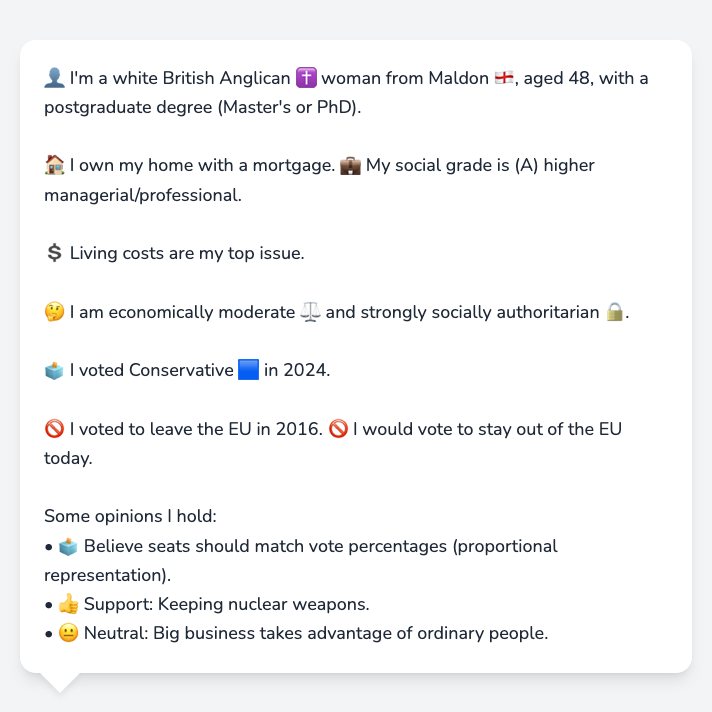 👤 I'm a white British Anglican ✝️ woman from Maldon 🏴󠁧󠁢󠁥󠁮󠁧󠁿, aged 48, with a
postgraduate degree (Master's or PhD).
🏠 I own my home with a mortgage. 💼 My social grade is (A) higher
managerial/professional.
💲 Living costs are my top issue.
🤔 I am economically moderate ⚖️ and strongly socially authoritarian 🔒.
🗳️ I voted Conservative 🟦 in 2024.
🚫 I voted to leave the EU in 2016. 🚫 I would vote to stay out of the EU
today.
Some opinions I hold:
• 🗳️ Believe seats should match vote percentages (proportional
representation).
• 👍 Support: Keeping nuclear weapons.
• 😐 Neutral: Big business takes advantage of ordinary people.